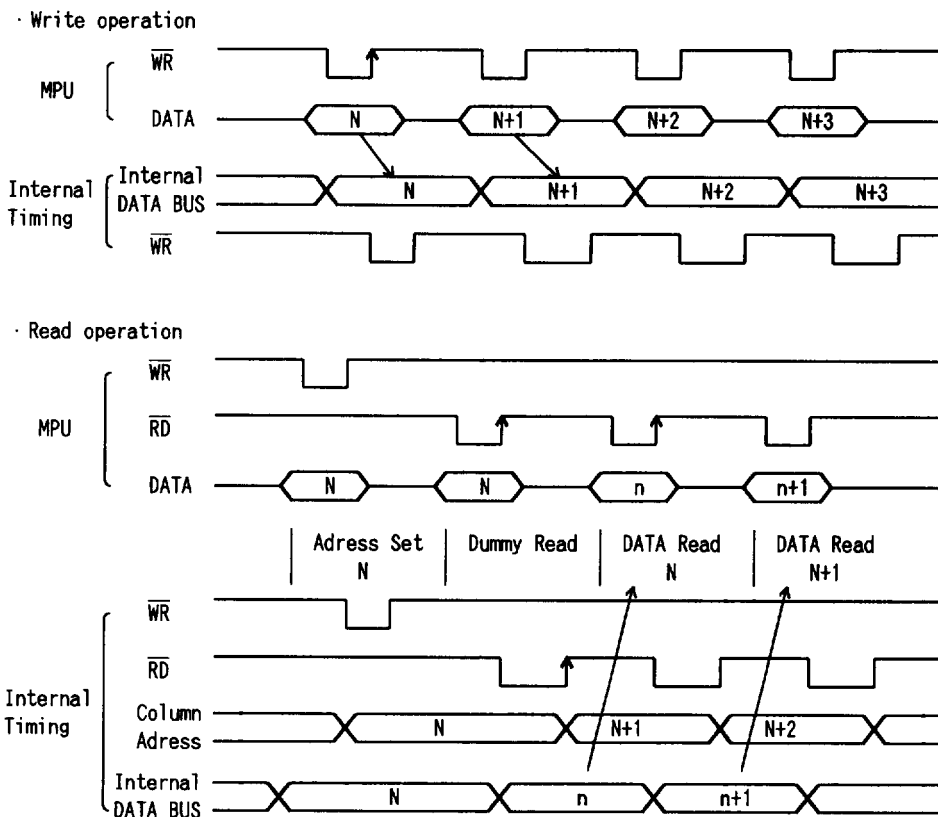 · Write operation
WR
MPU
DATA N N+1 N+2 N+3
Internal Timing
Internal DATA BUS N N+1 N+2 N+3
WR
· Read operation
WR
MPU
RD
DATA N N n n+1
Adress Set N
Dummy Read
DATA Read N
DATA Read N+1
WR
RD
Internal Timing
Column Adress N N+1 N+2
Internal DATA BUS N n n+1